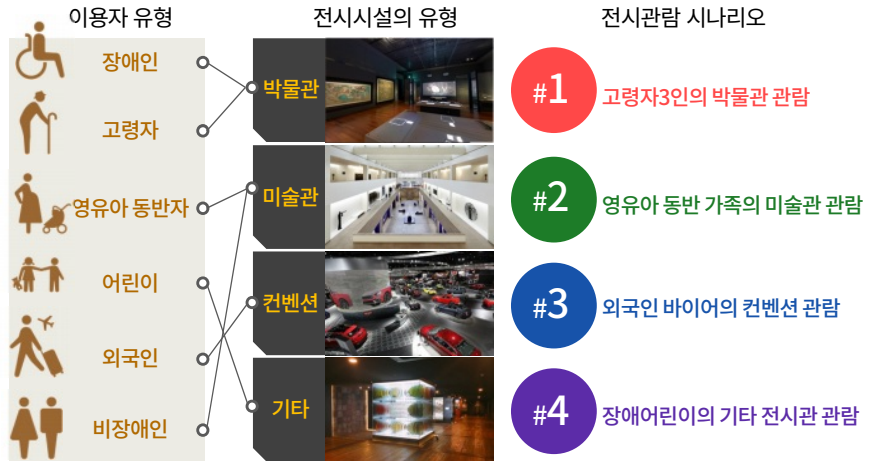 이용자 유형
전시시설의 유형
전시관람 시나리오
장애인
고령자
영유아 동반자
어린이
외국인
비장애인
박물관
미술관
컨벤션
기타
#1 고령자3인의 박물관 관람
#2 영유아 동반 가족의 미술관 관람
#3 외국인 바이어의 컨벤션 관람
#4 장애어린이의 기타 전시관 관람